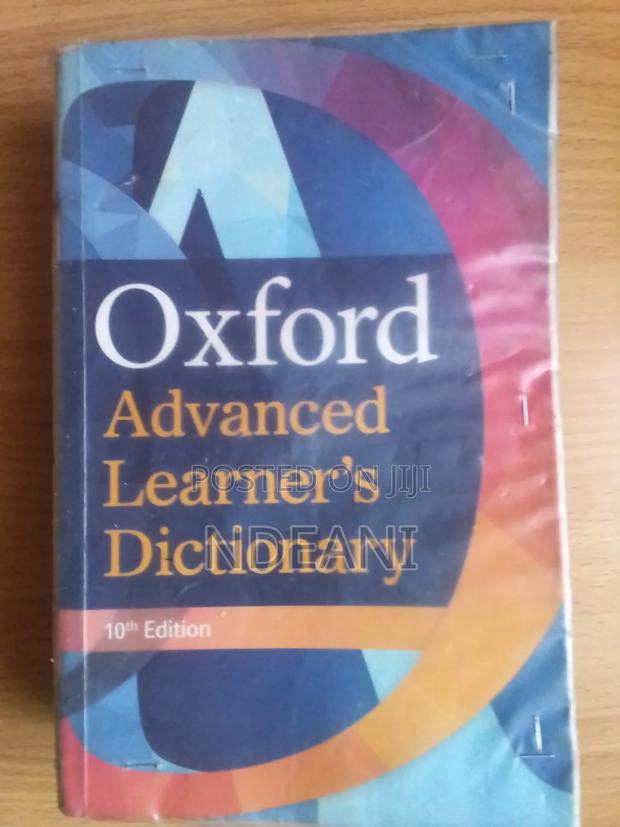 Oxford
Advanced
Learner's
POSTED ON JIJI
Dictionary
NDEANI
10th Edition